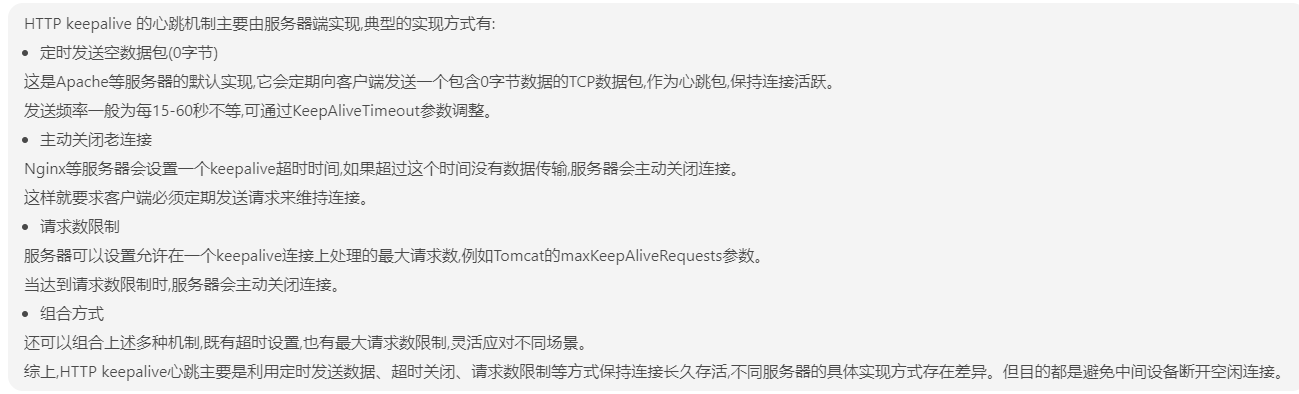 HTTP keepalive 的心跳机制主要由服务器端实现,典型的实现方式有:
• 定时发送空数据包(0字节)
这是Apache等服务器的默认实现,它会定期向客户端发送一个包含0字节数据的TCP数据包,作为心跳包,保持连接活跃。
发送频率一般为每15-60秒不等,可通过KeepAliveTimeout参数调整。
• 主动关闭老连接
Nginx等服务器会设置一个keepalive超时时间,如果超过这个时间没有数据传输,服务器会主动关闭连接。
这样就要求客户端必须定期发送请求来维持连接。
• 请求数限制
服务器可以设置允许在一个keepalive连接上处理的最大请求数,例如Tomcat的maxKeepAliveRequests参数。
当达到请求数限制时,服务器会主动关闭连接。
• 组合方式
还可以组合上述多种机制,既有超时设置,也有最大请求数限制,灵活应对不同场景。
综上,HTTP keepalive心跳主要是利用定时发送数据、超时关闭、请求数限制等方式保持连接长久存活,不同服务器的具体实现方式存在差异。但目的都是避免中间设备断开空闲连接。